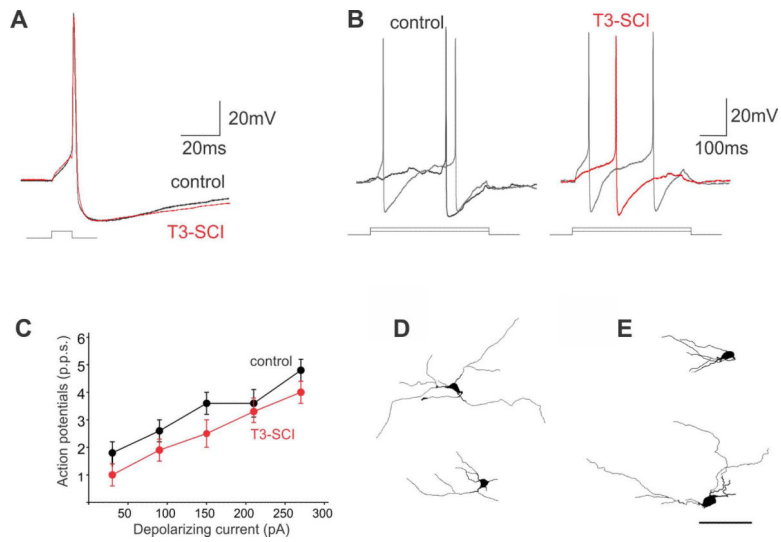 A
20mV
20ms
control
T3-SCI
B
control
T3-SCI
20mV
100ms
C
Action potentials (p.p.s.)
6
5
4
3
2
1
control
T3-SCI
50 100 150 200 250 300
Depolarizing current (pA)
D
E